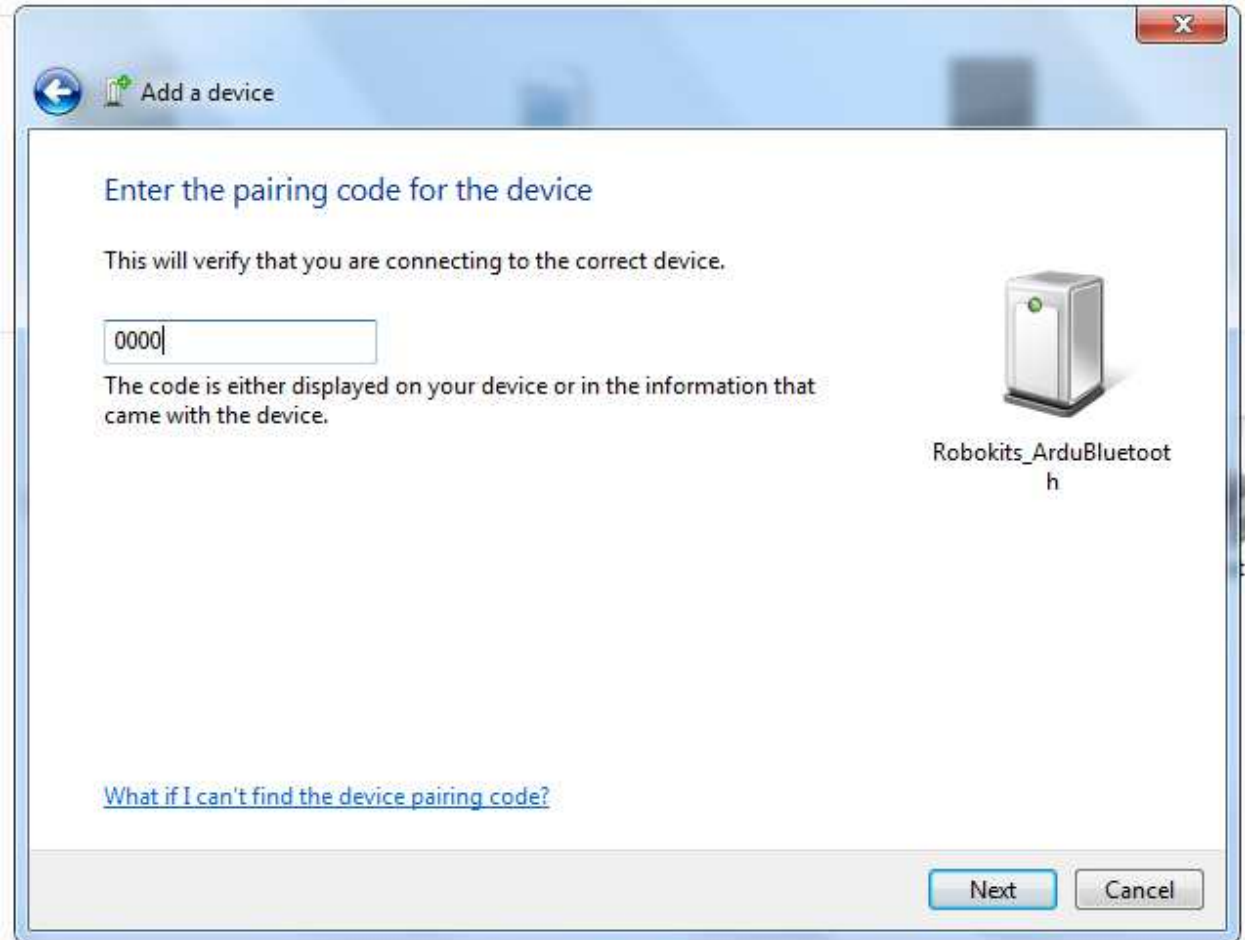 Add a device
Enter the pairing code for the device
This will verify that you are connecting to the correct device.
0000
The code is either displayed on your device or in the information that
came with the device.
Robokits_ArduBluetoot
h
What if I can't find the device pairing code?
Next
Cancel